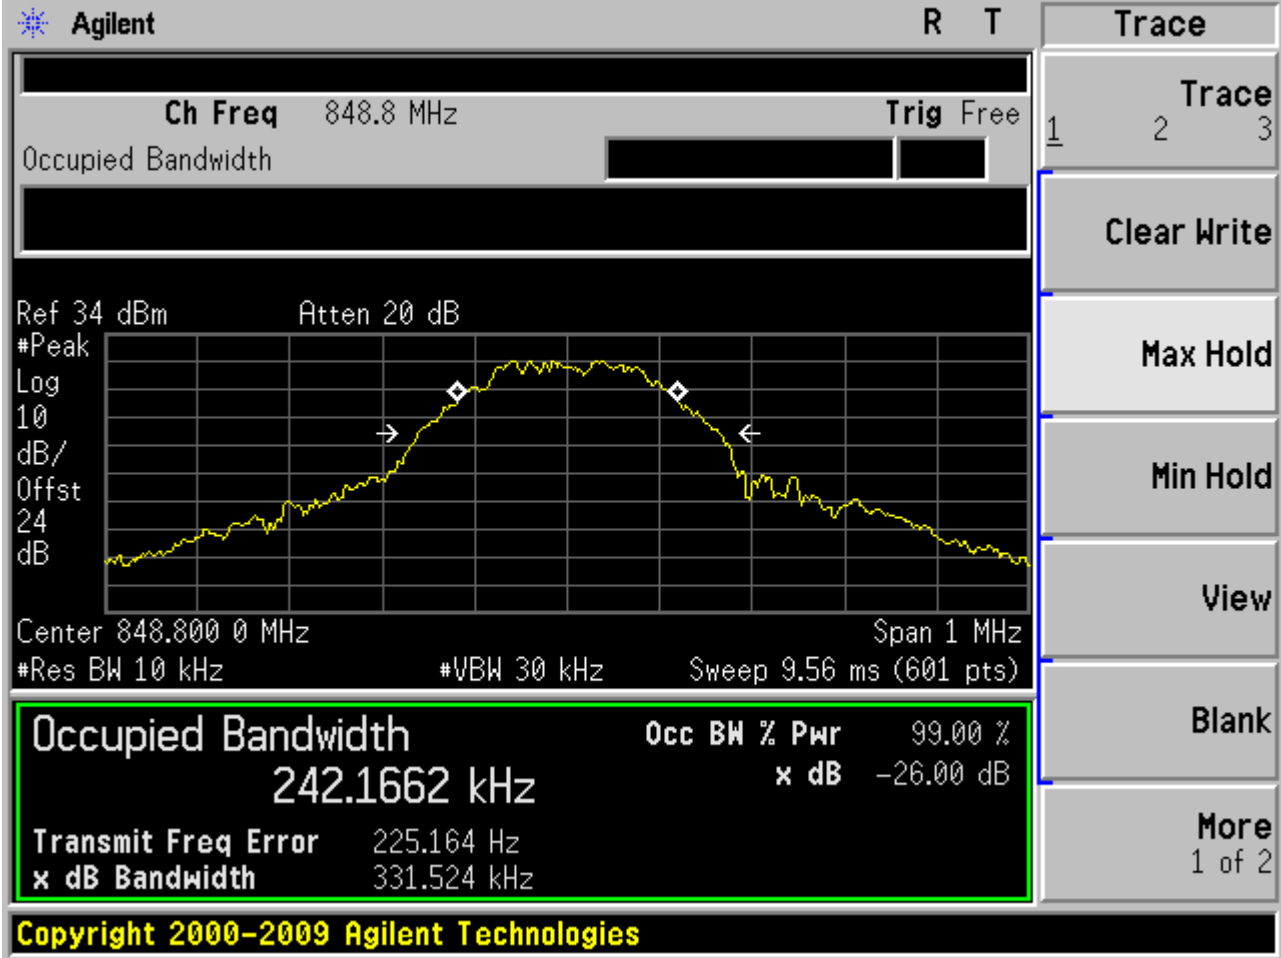 Agilent R T Trace
Ch Freq 848.8 MHz Trig Free
Occupied Bandwidth
Trace
1 2 3
Clear Write
Max Hold
Min Hold
View
Blank
More
1 of 2
Ref 34 dBm Atten 20 dB
#Peak
Log
10
dB/
Offst
24
dB
Center 848.800 0 MHz Span 1 MHz
#Res BW 10 kHz #VBW 30 kHz Sweep 9.56 ms (601 pts)
Occupied Bandwidth Occ BW % Pwr 99.00 %
242.1662 kHz x dB -26.00 dB
Transmit Freq Error 225.164 Hz
x dB Bandwidth 331.524 kHz
Copyright 2000-2009 Agilent Technologies